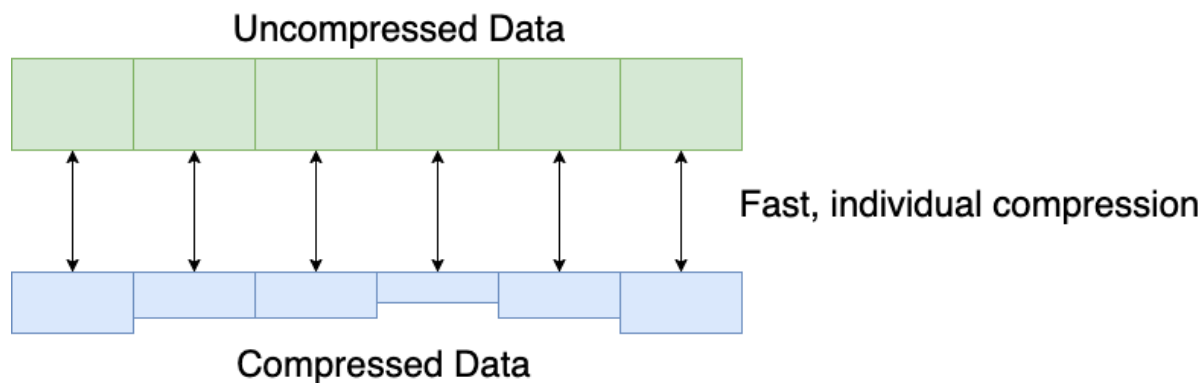 Uncompressed Data
Fast, individual compression
Compressed Data